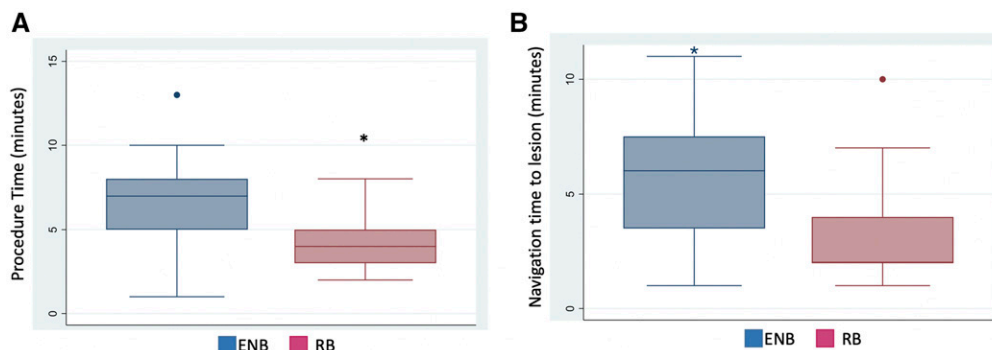 A
Procedure Time (minutes)
15
10
5
0
*
ENB RB
B
Navigation time to lesion (minutes)
10
5
0
*
ENB RB